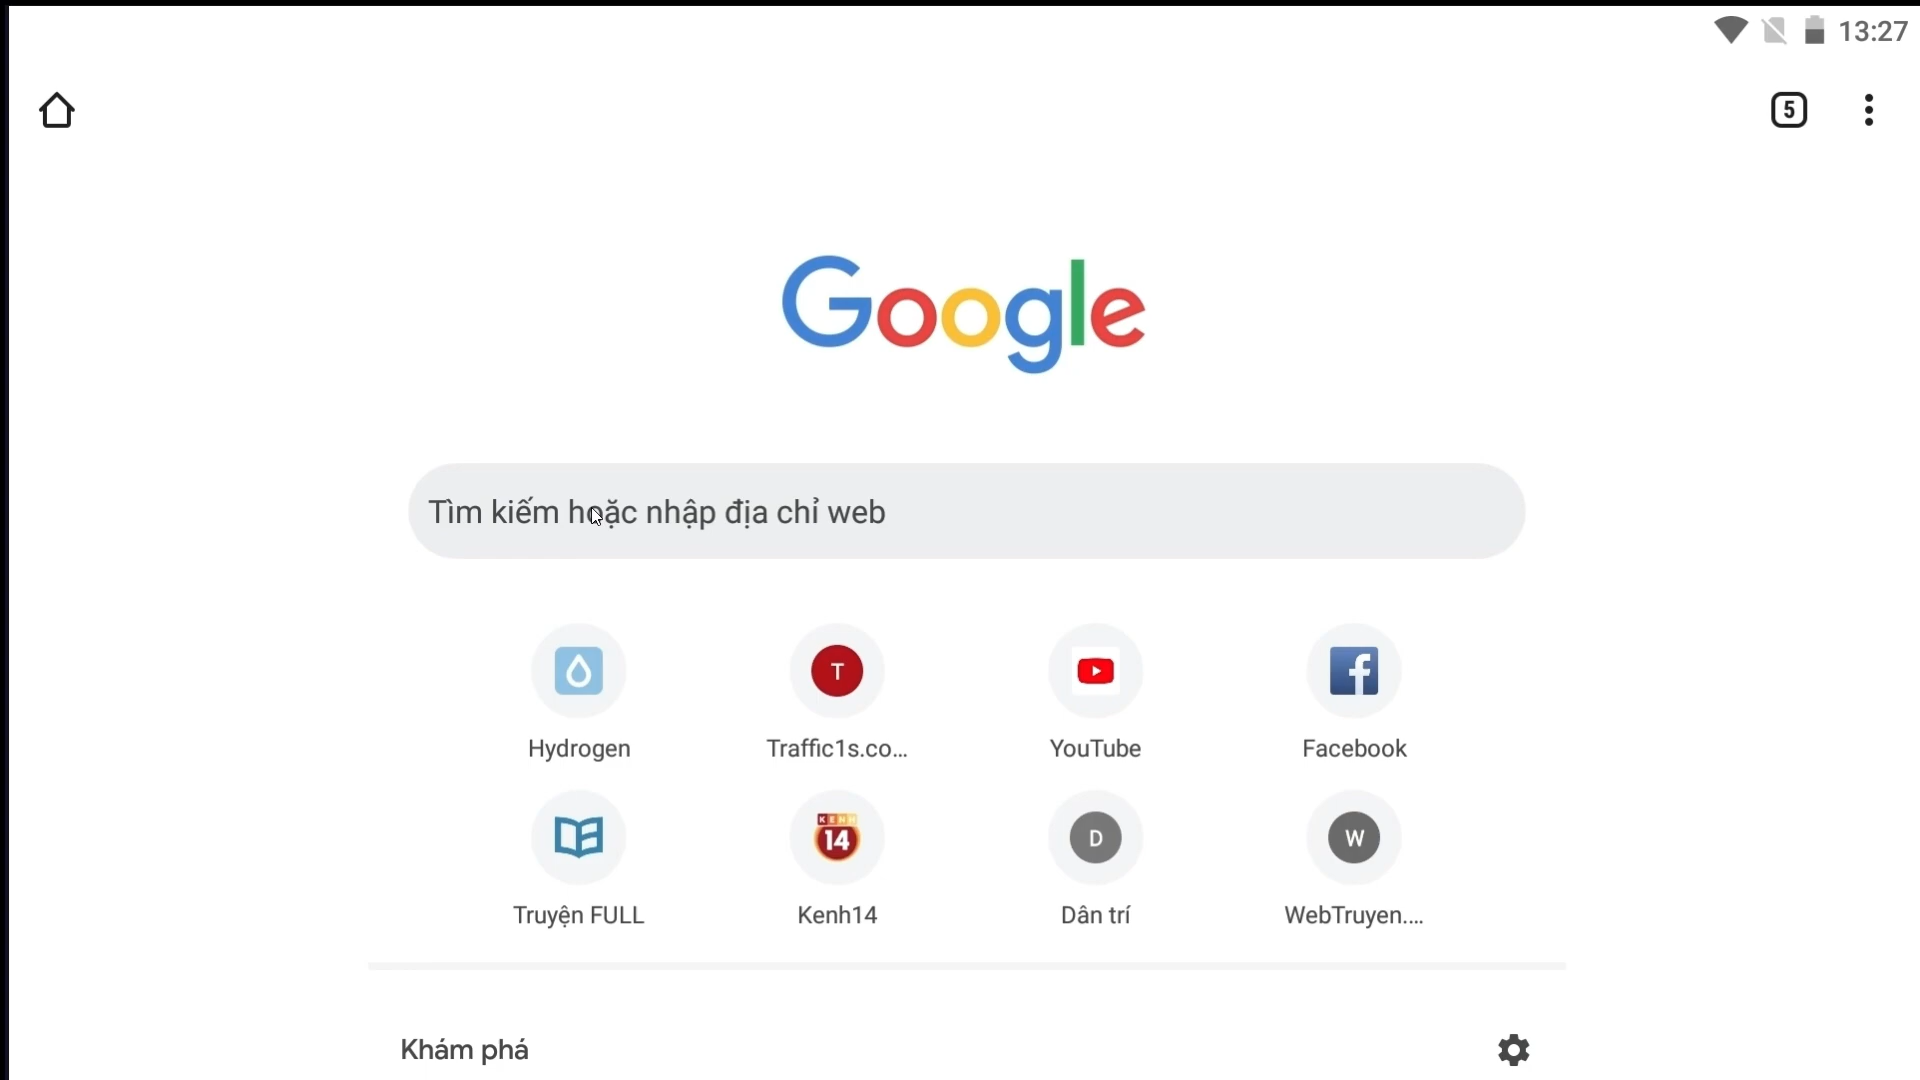 13:27
5
Google
Tìm kiếm hoặc nhập địa chỉ web
T
Hydrogen
Traffic1s.co...
YouTube
Facebook
KENH
14
D
W
Truyện FULL
Kenh14
Dân trí
WebTruyen....
Khám phá